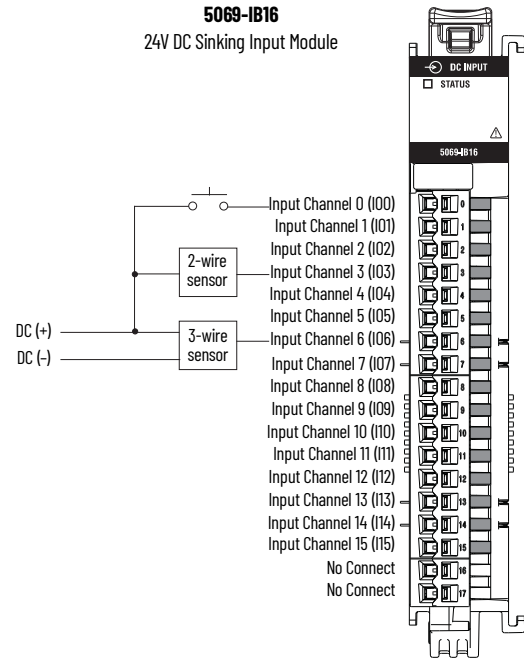 5069-IB16
24V DC Sinking Input Module
DC INPUT
STATUS
5069-IB16
Input Channel 0 (I00)
0
Input Channel 1 (I01)
1
Input Channel 2 (I02)
2
2-wire
sensor
Input Channel 3 (I03)
3
Input Channel 4 (I04)
4
Input Channel 5 (I05)
5
DC (+)
3-wire
sensor
Input Channel 6 (I06)
6
DC (-)
Input Channel 7 (I07)
7
Input Channel 8 (I08)
8
Input Channel 9 (I09)
9
Input Channel 10 (I10)
10
Input Channel 11 (I11)
11
Input Channel 12 (I12)
12
Input Channel 13 (I13)
13
Input Channel 14 (I14)
14
Input Channel 15 (I15)
15
No Connect
16
No Connect
17